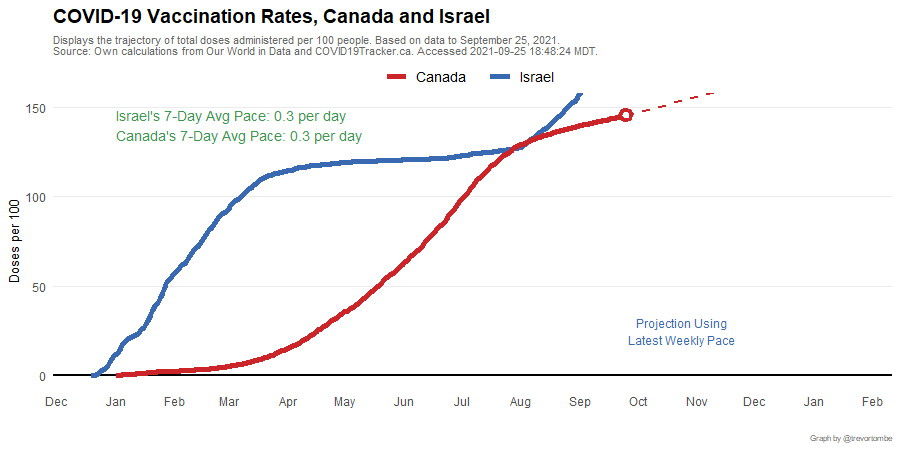 COVID-19 Vaccination Rates, Canada and Israel
Displays the trajectory of total doses administered per 100 people. Based on data to September 25, 2021.
Source: Own calculations from Our World in Data and COVID19Tracker.ca. Accessed 2021-09-25 18:48:24 MDT.
Canada Israel
Israel's 7-Day Avg Pace: 0.3 per day
Canada's 7-Day Avg Pace: 0.3 per day
Doses per 100
150
100
50
0
Projection Using
Latest Weekly Pace
Dec Jan Feb Mar Apr May Jun Jul Aug Sep Oct Nov Dec Jan Feb
Graph by @trevortombe